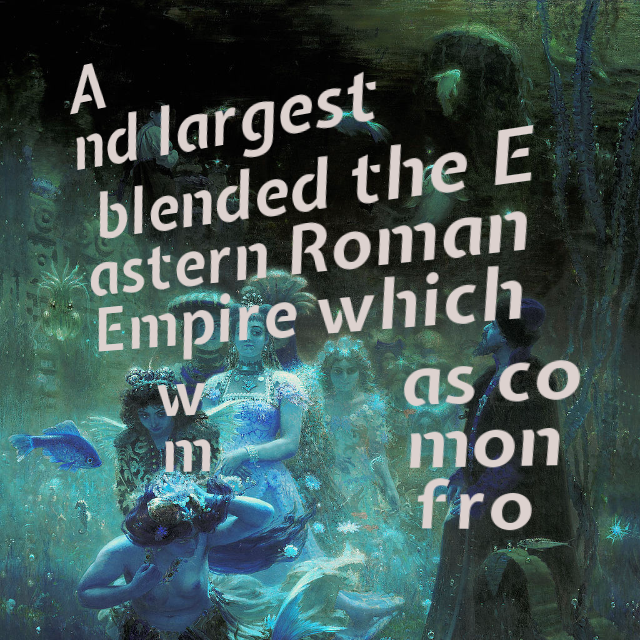 A
nd largest
blended the E
astern Roman
Empire which
w as co
m mon
fro